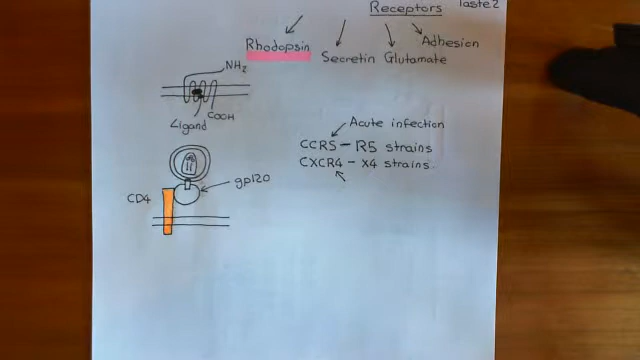 Receptors
Taste2
Rhodopsin
Secretin
Glutamate
Adhesion
NH2
COOH
Ligand
Acute infection
CCR5 - R5 strains
CXCR4 - X4 strains
gp120
CD4